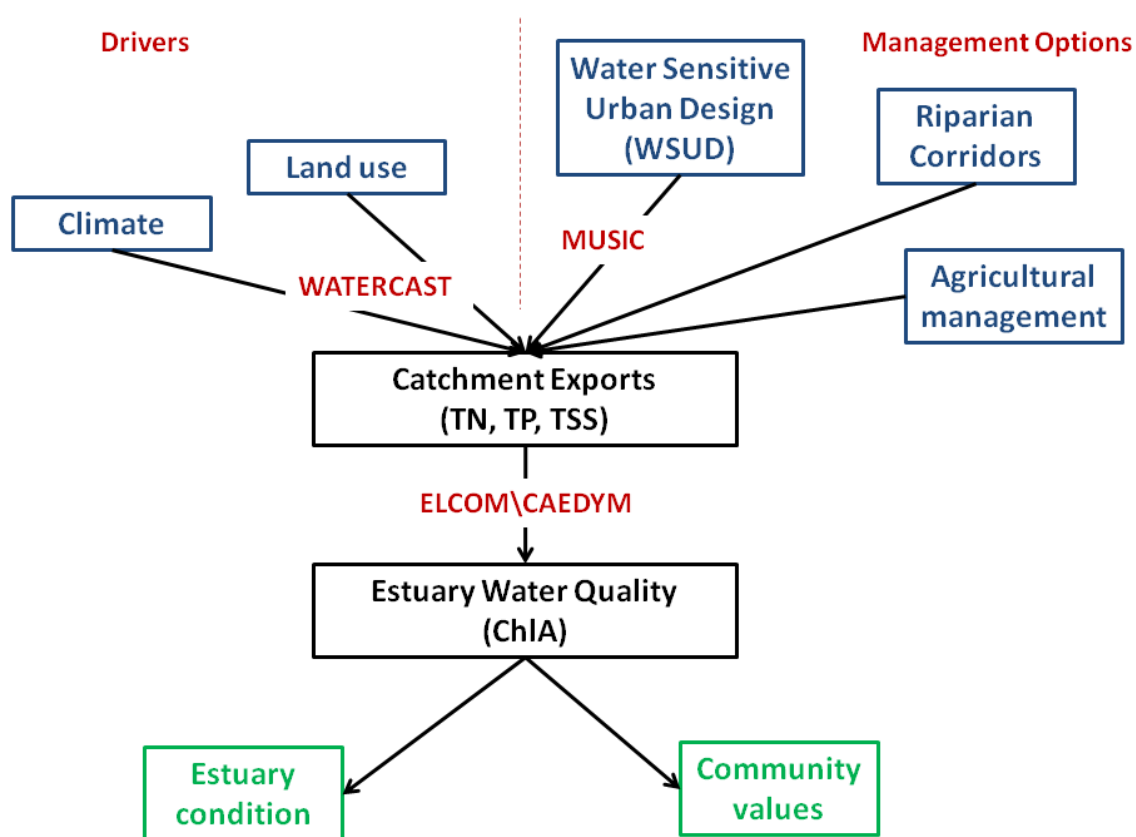 Drivers
Management Options
Water Sensitive
Urban Design
(WSUD)
Riparian
Corridors
Land use
Climate
MUSIC
Agricultural
management
WATERCAST
Catchment Exports
(TN, TP, TSS)
ELCOM\CAEDYM
Estuary Water Quality
(ChlA)
Estuary
condition
Community
values